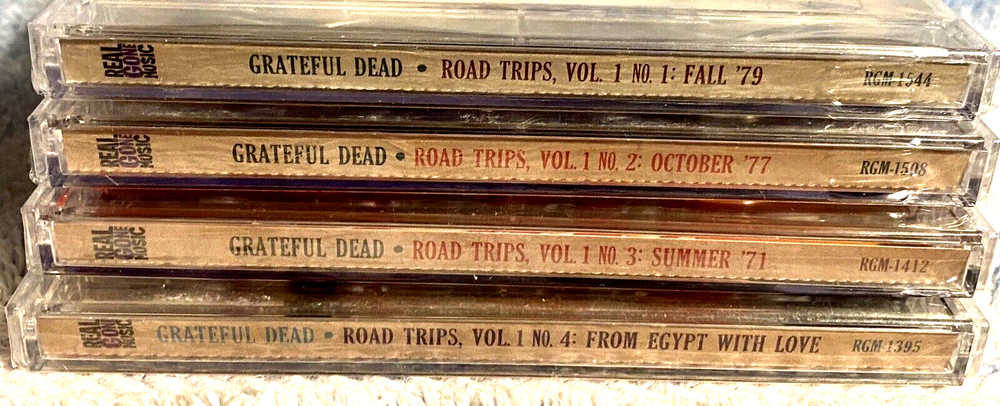 REAL GONE MUSIC GRATEFUL DEAD • ROAD TRIPS, VOL. 1 NO. 1: FALL '79 RGM-1544
REAL GONE MUSIC GRATEFUL DEAD • ROAD TRIPS, VOL. 1 NO. 2: OCTOBER '77 RGM-1508
REAL GONE MUSIC GRATEFUL DEAD • ROAD TRIPS, VOL. 1 NO. 3: SUMMER '71 RGM-1412
REAL GONE MUSIC GRATEFUL DEAD • ROAD TRIPS, VOL. 1 NO. 4: FROM EGYPT WITH LOVE RGM-1395